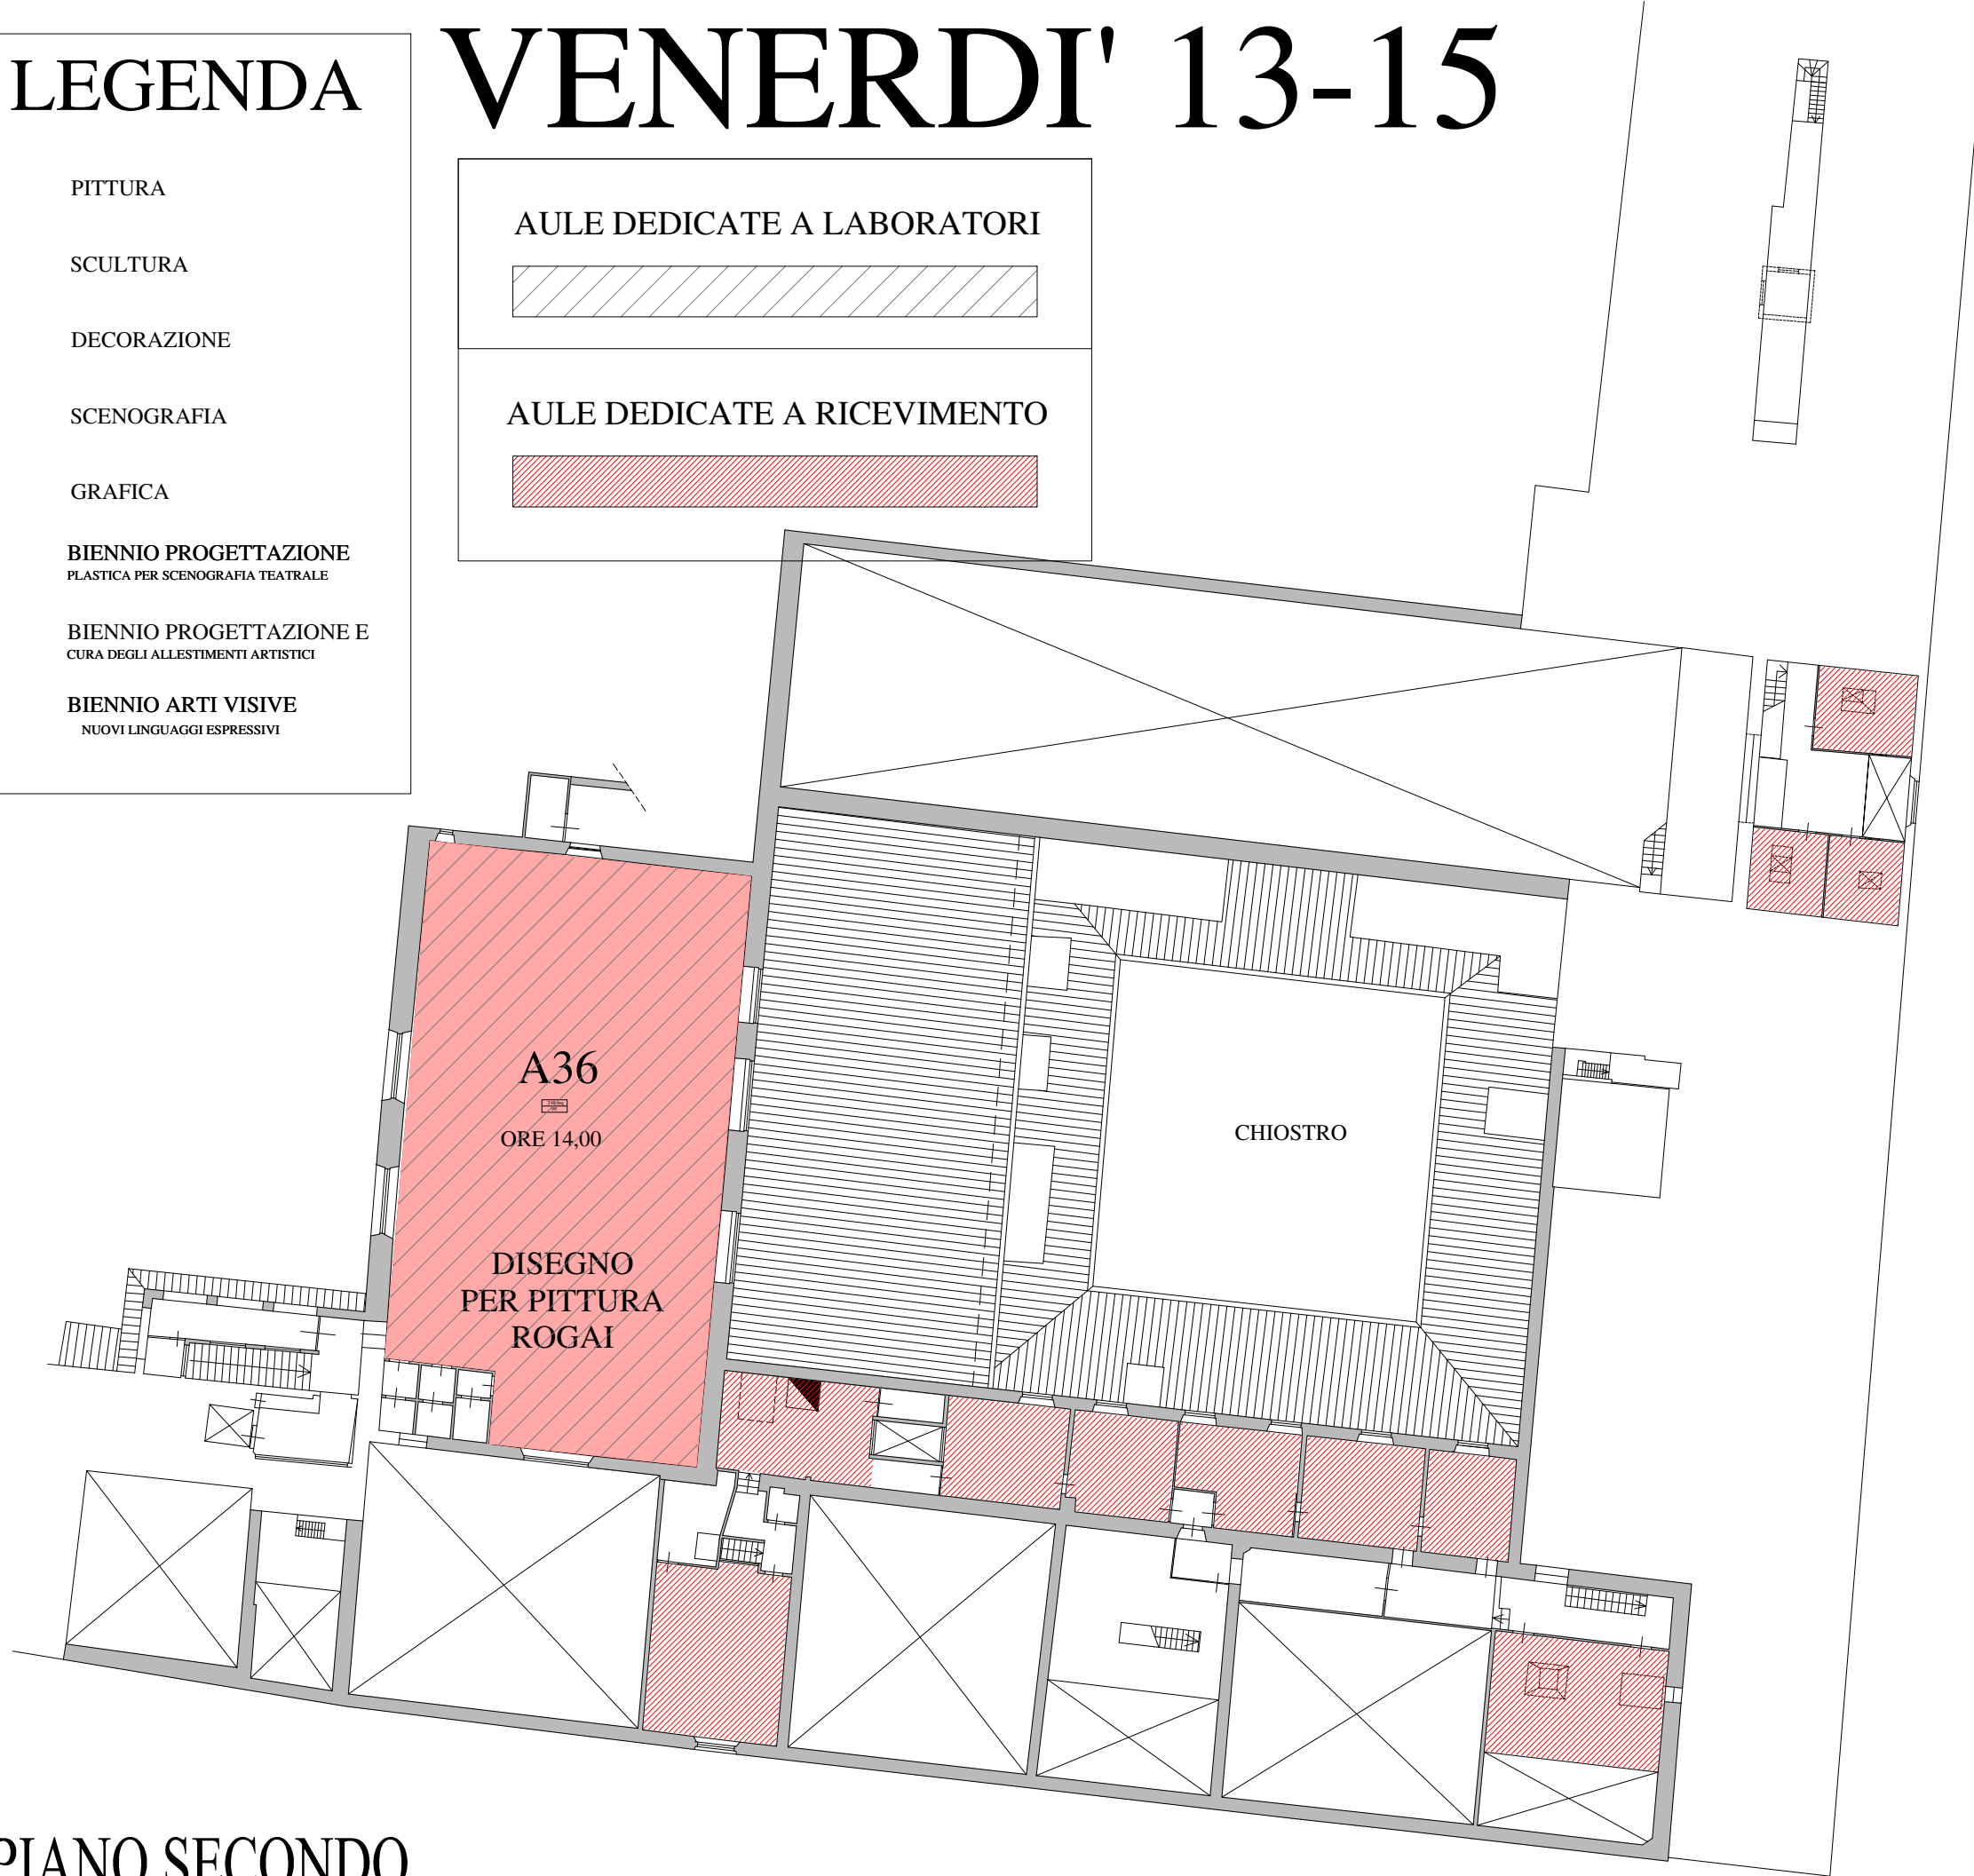 LEGENDA
VENERDI' 13-15
PITTURA
SCULTURA
DECORAZIONE
SCENOGRAFIA
GRAFICA
BIENNIO PROGETTAZIONE
PLASTICA PER SCENOGRAFIA TEATRALE
BIENNIO PROGETTAZIONE E
CURA DEGLI ALLESTIMENTI ARTISTICI
BIENNIO ARTI VISIVE
NUOVI LINGUAGGI ESPRESSIVI
AULE DEDICATE A LABORATORI
AULE DEDICATE A RICEVIMENTO
A36
ORE 14,00
DISEGNO
PER PITTURA
ROGAI
CHIOSTRO
PIANO SECONDO